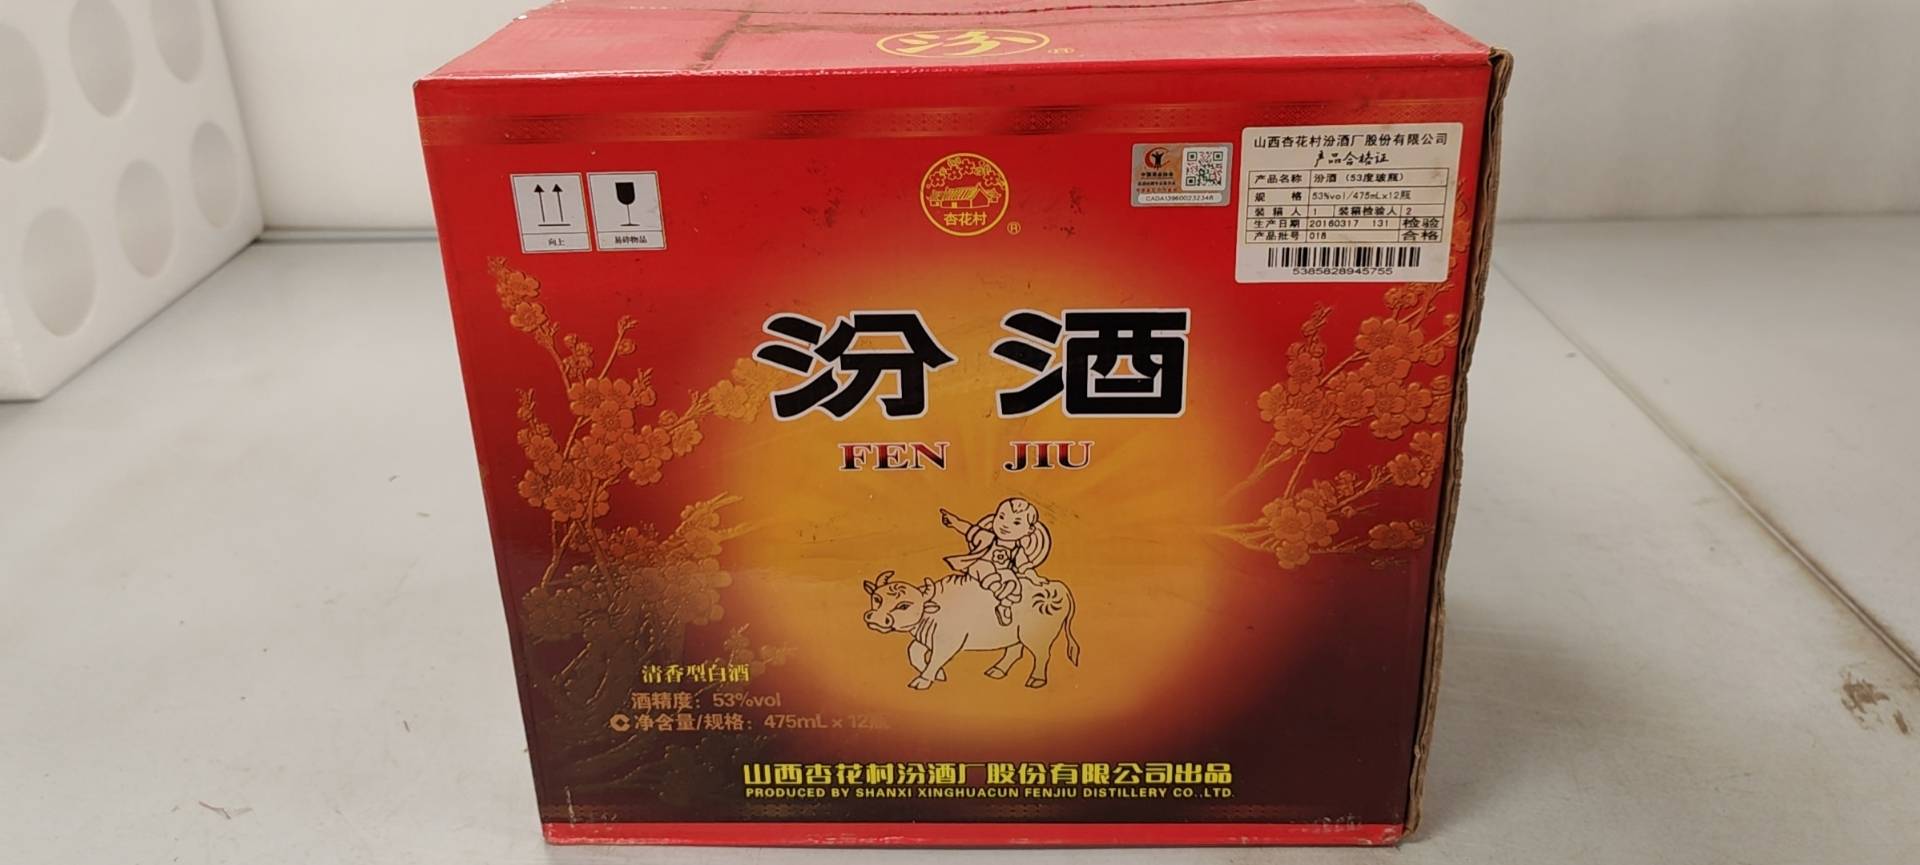 汾
杏花村
®
向上
易碎物品
CADA13960023234
山西杏花村汾酒厂股份有限公司
产品合格证
产品名称 汾酒（53度玻瓶）
规 格 53%vol/475mL×12瓶
装箱人 1 装箱检验人 2
生产日期 20160317 131 检验
产品批号 018 合格
5385828945755
汾酒
FEN JIU
清香型白酒
酒精度：53%vol
净含量/规格：475mL×12瓶
山西杏花村汾酒厂股份有限公司出品
PRODUCED BY SHANXI XINGHUACUN FENJIU DISTILLERY CO.,LTD.